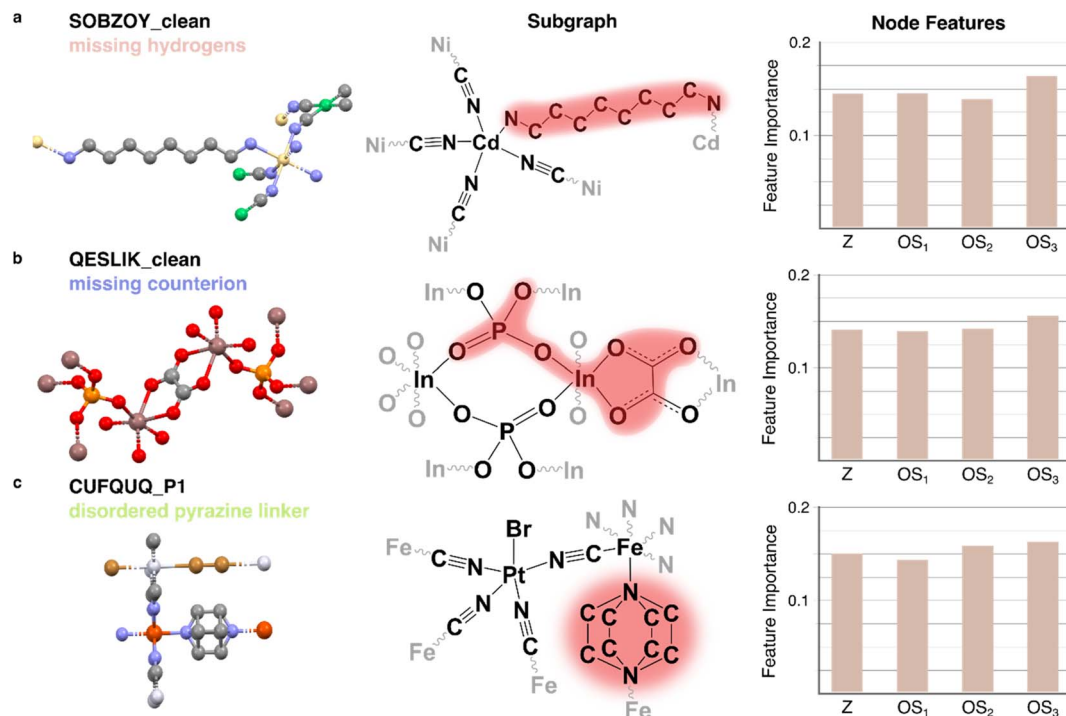 a SOBZOY_clean
missing hydrogens
Subgraph
Node Features
Ni
C
N
N
C
C
C
C
C
C
C
C
N
Cd
Ni
C≡N
Cd
N≡C
Ni
N
C
Ni
Feature Importance
0.2
0.1
Z OS1 OS2 OS3
b QESLIK_clean
missing counterion
In O O In
P
O O
O O O O
O In In In
O O O O
O P O
In O O In
Feature Importance
0.2
0.1
Z OS1 OS2 OS3
c CUFQUQ_P1
disordered pyrazine linker
Br
N N N
Fe C≡N Pt N≡C Fe N
N N
C C
Fe Fe
N
C C C C
C C C C
N
Fe
Feature Importance
0.2
0.1
Z OS1 OS2 OS3